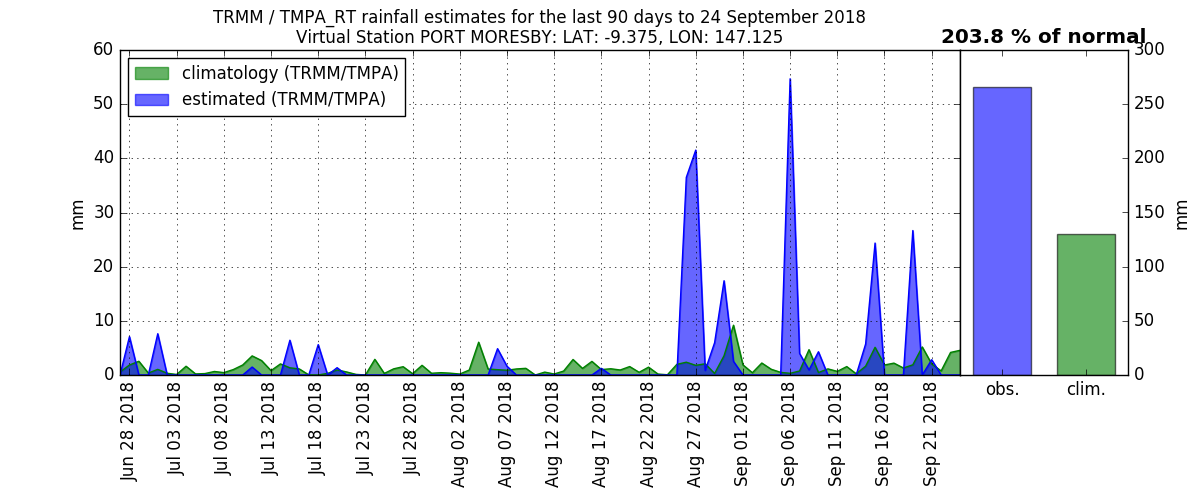 TRMM / TMPA_RT rainfall estimates for the last 90 days to 24 September 2018
Virtual Station PORT MORESBY: LAT: -9.375, LON: 147.125
203.8 % of normal
climatology (TRMM/TMPA)
estimated (TRMM/TMPA)
60
50
40
30
20
10
0
mm
Jun 28 2018
Jul 03 2018
Jul 08 2018
Jul 13 2018
Jul 18 2018
Jul 23 2018
Jul 28 2018
Aug 02 2018
Aug 07 2018
Aug 12 2018
Aug 17 2018
Aug 22 2018
Aug 27 2018
Sep 01 2018
Sep 06 2018
Sep 11 2018
Sep 16 2018
Sep 21 2018
obs.
clim.
300
250
200
150
100
50
0
mm